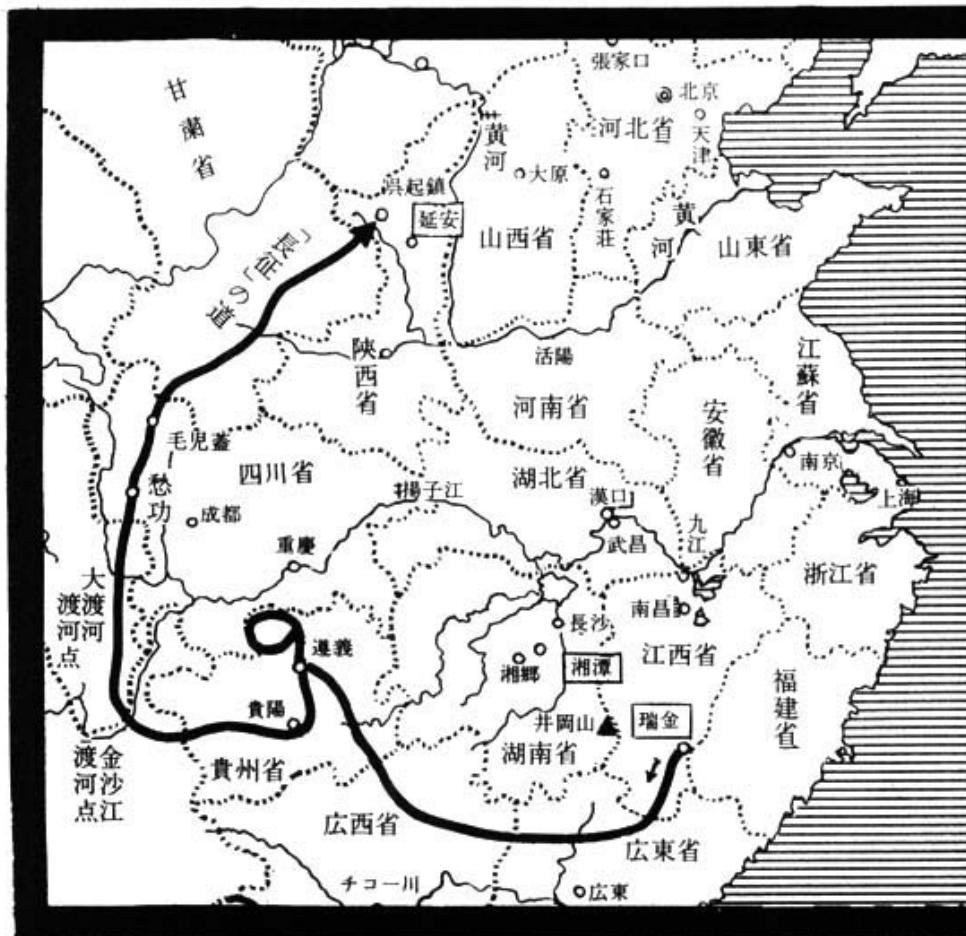 張家口
北京
天津
河北省
黄河
大原
石家荘
甘粛省
呉起鎮
延安
山西省
黄河
山東省
「長征」の道
陝西省
活陽
河南省
江蘇省
安徽省
毛児蓋
愁功
四川省
成都
揚子江
湖北省
漢口
武昌
九江
南京
上海
浙江省
重慶
大渡河
渡河点
遵義
長沙
南昌
江西省
湘郷
湘潭
福建省
貴陽
井岡山
瑞金
湖南省
金沙江
渡河点
貴州省
広西省
広東省
チコー川
広東